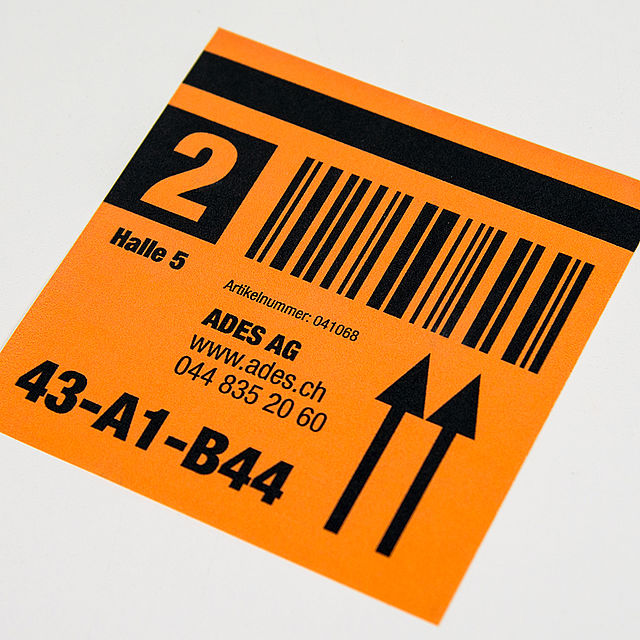 2
Halle 5
Artikelnummer: 041068
ADES AG
www.ades.ch
044 835 20 60
43-A1-B44